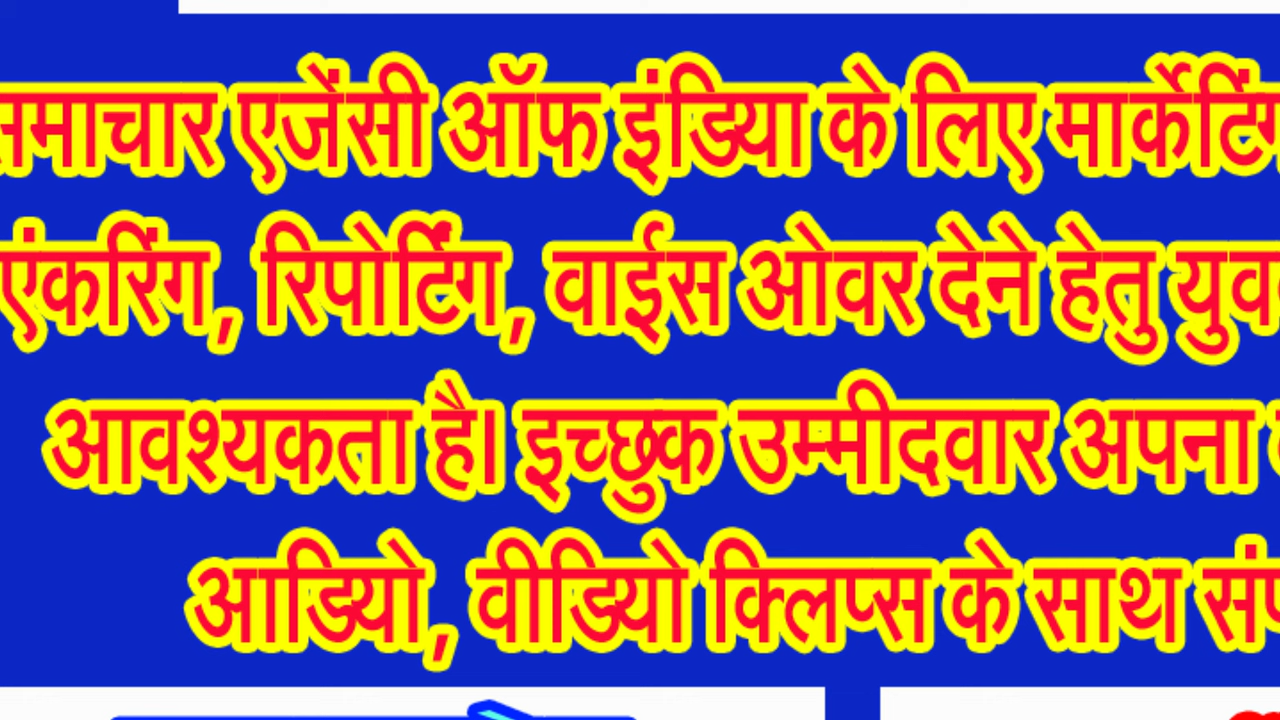 समाचार एजेंसी ऑफ इंडिया के लिए मार्केटिंग
एंकरिंग, रिपोर्टिंग, वाईस ओवर देने हेतु युव
आवश्यकता है। इच्छुक उम्मीदवार अपना
आडियो, वीडियो क्लिप्स के साथ संप